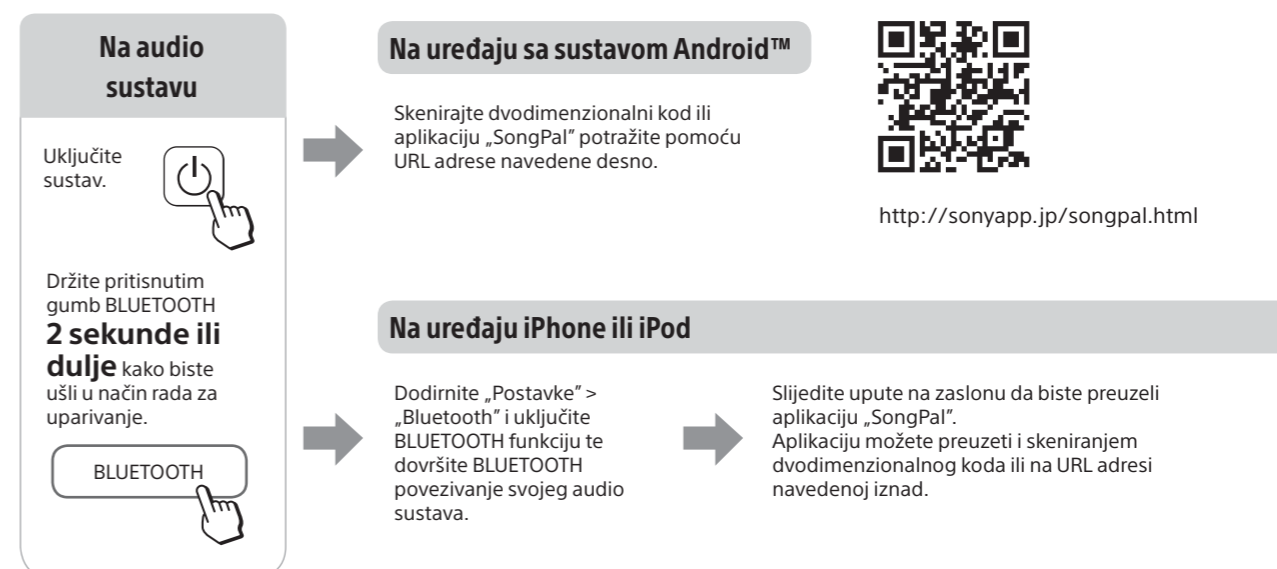 Na audio
sustavu
Uključite
sustav.
Držite pritisnutim
gumb BLUETOOTH
2 sekunde ili
dulje kako biste
ušli u način rada za
uparivanje.
BLUETOOTH
Na uređaju sa sustavom Android™
Skenirajte dvodimenzionalni kod ili
aplikaciju „SongPal” potražite pomoću
URL adrese navedene desno.
http://sonyapp.jp/songpal.html
Na uređaju iPhone ili iPod
Dodirnite „Postavke” >
„Bluetooth” i uključite
BLUETOOTH funkciju te
dovršite BLUETOOTH
povezivanje svojeg audio
sustava.
Slijedite upute na zaslonu da biste preuzeli
aplikaciju „SongPal”.
Aplikaciju možete preuzeti i skeniranjem
dvodimenzionalnog koda ili na URL adresi
navedenoj iznad.